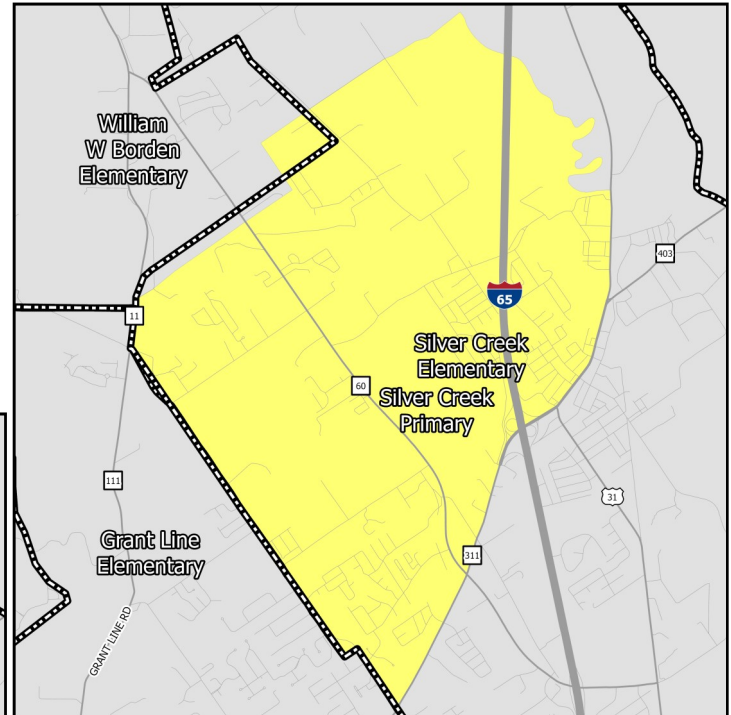 William
W Borden
Elementary
403
65
11
Silver Creek
Elementary
60
Silver Creek
Primary
111
31
Grant Line
Elementary
311
GRANT LINE RD